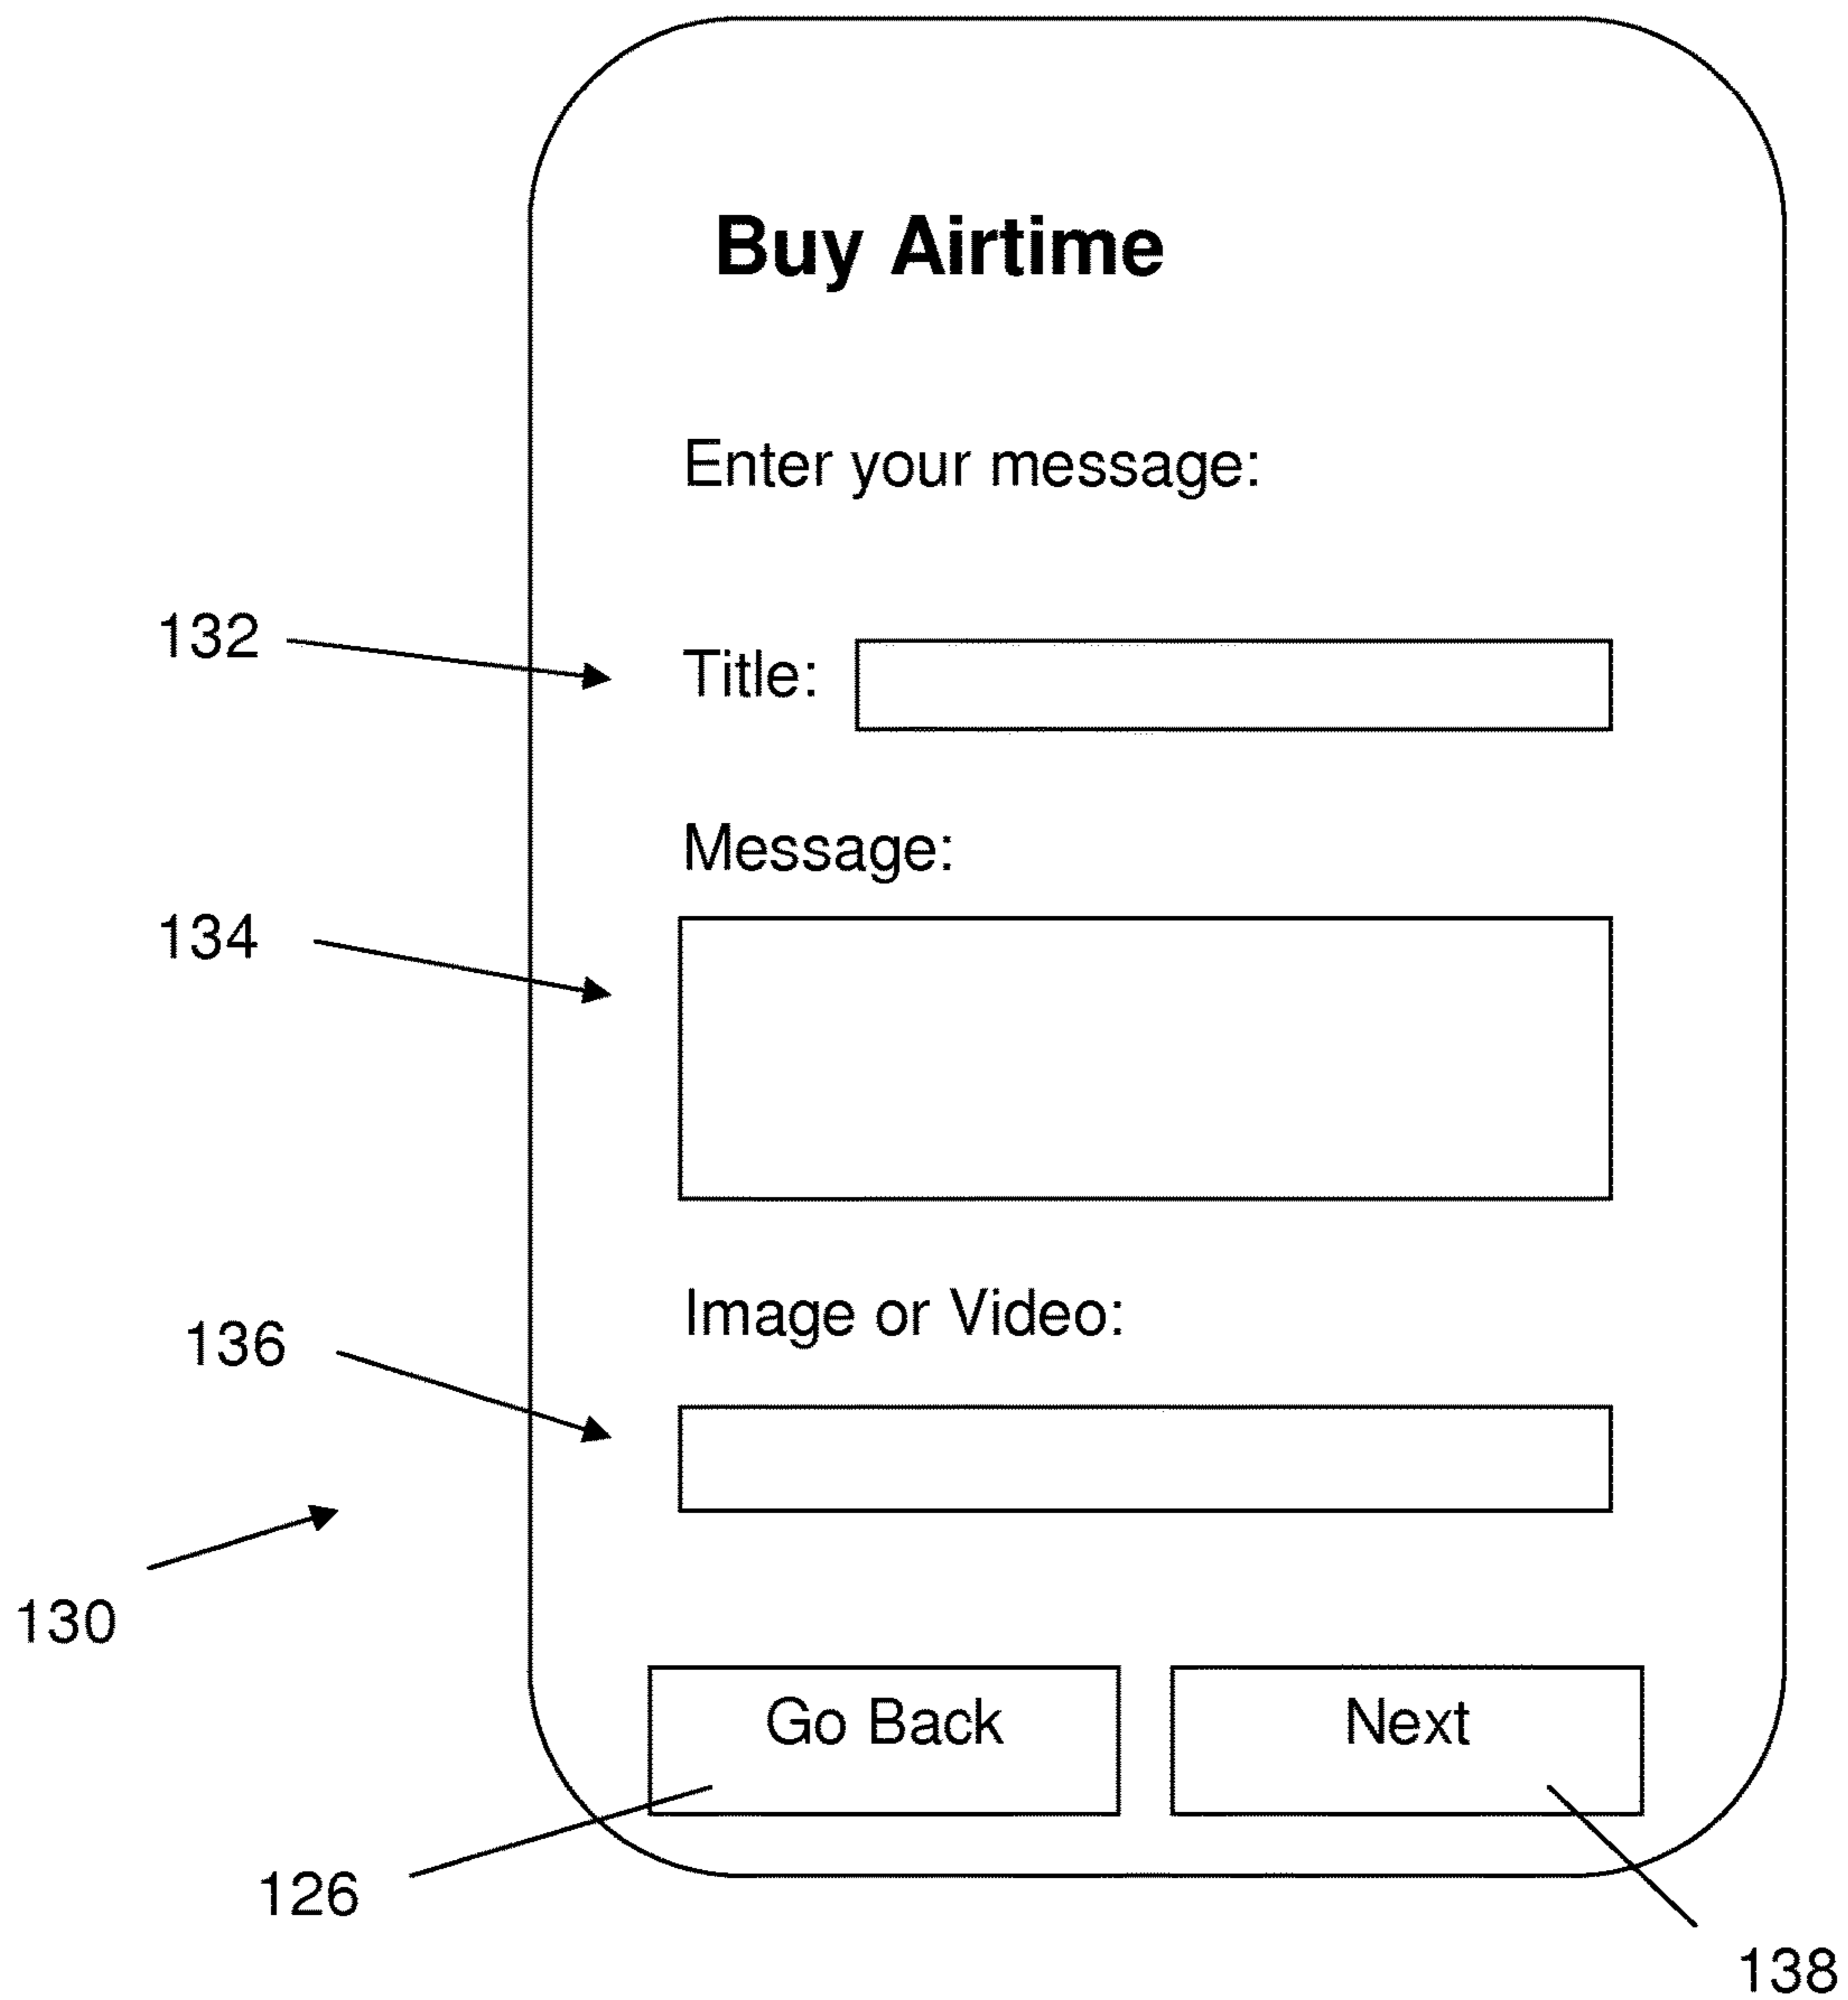 Buy Airtime
Enter your message:
132
Title:
Message:
134
Image or Video:
136
130
Go Back
Next
126
138